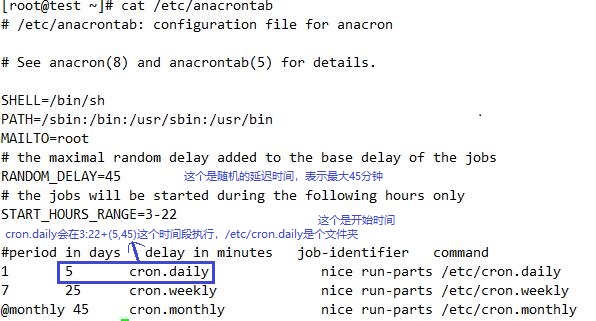 [root@test ~]# cat /etc/anacrontab
# /etc/anacrontab: configuration file for anacron
# See anacron(8) and anacrontab(5) for details.
SHELL=/bin/sh
PATH=/sbin:/bin:/usr/sbin:/usr/bin
MAILTO=root
# the maximal random delay added to the base delay of the jobs
RANDOM_DELAY=45 这个是随机的延迟时间，表示最大45分钟
# the jobs will be started during the following hours only
START_HOURS_RANGE=3-22 这个是开始时间
cron.daily会在3:22+(5,45)这个时间段执行，/etc/cron.daily是个文件夹
#period in days delay in minutes job-identifier command
1 5 cron.daily nice run-parts /etc/cron.daily
7 25 cron.weekly nice run-parts /etc/cron.weekly
@monthly 45 cron.monthly nice run-parts /etc/cron.monthly